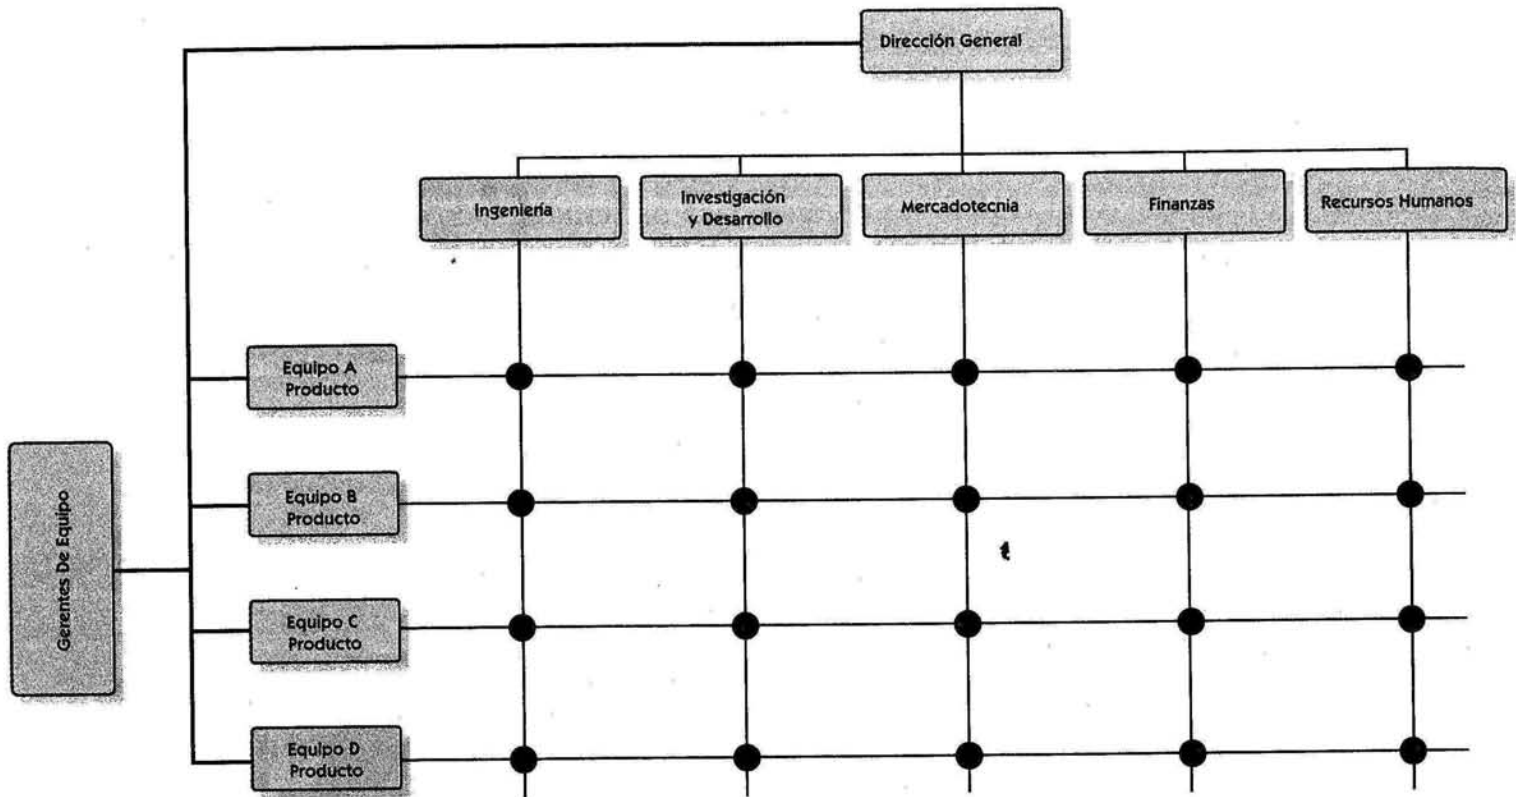 Dirección General
Ingeniería
Investigación
y Desarrollo
Mercadotecnia
Finanzas
Recursos Humanos
Equipo A
Producto
Equipo B
Producto
Gerentes De Equipo
Equipo C
Producto
Equipo D
Producto